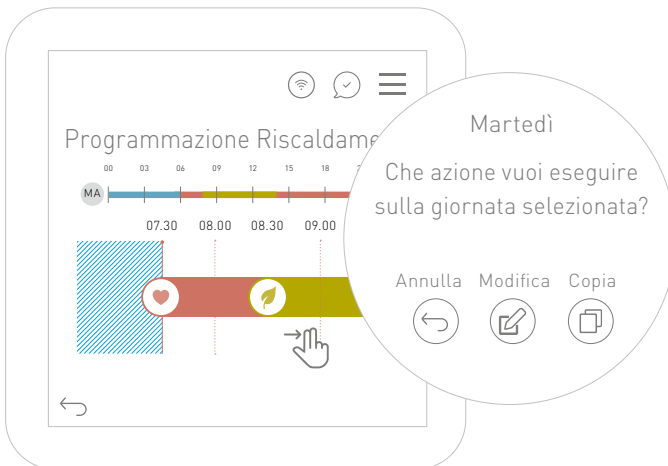 Programmazione Riscaldame
00 03 06 09 12 15 18
MA
07.30 08.00 08.30 09.00
Martedì
Che azione vuoi eseguire
sulla giornata selezionata?
Annulla Modifica Copia